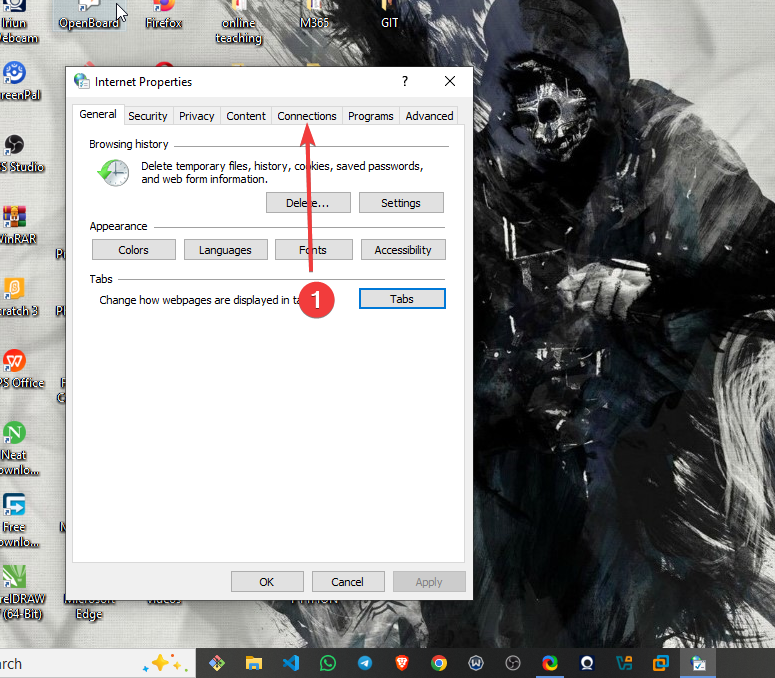 Iriun
Webcam
OpenBoard
Firefox
online
teaching
M365
GIT
Internet Properties
?
General
Security
Privacy
Content
Connections
Programs
Advanced
Browsing history
Delete temporary files, history, cookies, saved passwords,
and web form information.
Delete...
Settings
Appearance
Colors
Languages
Fonts
Accessibility
Tabs
Change how webpages are displayed in ta
1
Tabs
OK
Cancel
Apply
reenPal
S Studio
WinRAR
ratch 3
PS Office
Neat
ownlo...
Free
ownlo...
relDRAW
(64-Bit)
Microsoft
Edge
Videos
arch